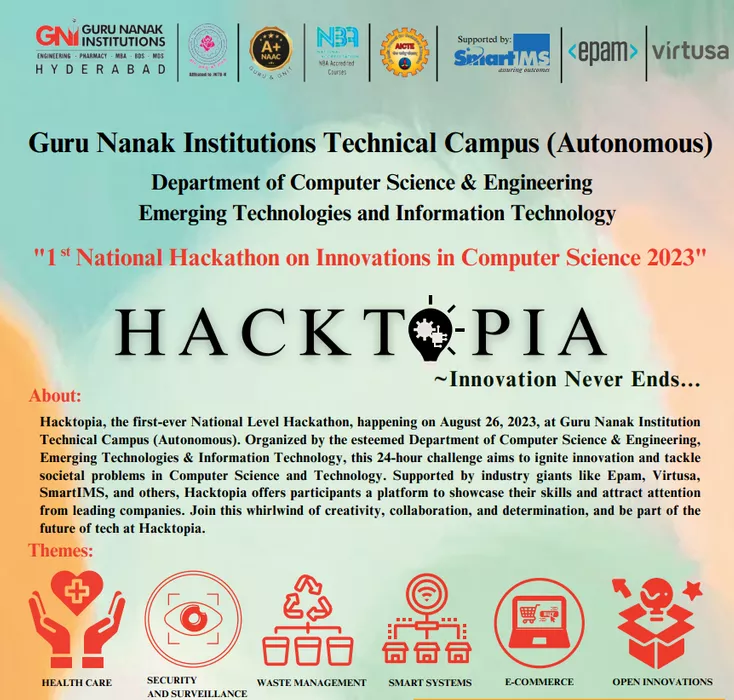 GNI GURU NANAK
INSTITUTIONS
ENGINEERING - PHARMACY - MBA - BDS - MDS
HYDERABAD
Affiliated to JNTU-H
A+
NAAC
GURU & GNIT
NBA
NBA Accredited
Courses
AICTE
Supported by:
SmartIMS
assuring outcomes
<epam>
virtusa
Guru Nanak Institutions Technical Campus (Autonomous)
Department of Computer Science & Engineering
Emerging Technologies and Information Technology
"1st National Hackathon on Innovations in Computer Science 2023"
HACKTOPIA
~Innovation Never Ends...
About:
Hacktopia, the first-ever National Level Hackathon, happening on August 26, 2023, at Guru Nanak Institution
Technical Campus (Autonomous). Organized by the esteemed Department of Computer Science & Engineering,
Emerging Technologies & Information Technology, this 24-hour challenge aims to ignite innovation and tackle
societal problems in Computer Science and Technology. Supported by industry giants like Epam, Virtusa,
SmartIMS, and others, Hacktopia offers participants a platform to showcase their skills and attract attention
from leading companies. Join this whirlwind of creativity, collaboration, and determination, and be part of the
future of tech at Hacktopia.
Themes:
HEALTH CARE
SECURITY
AND SURVEILLANCE
WASTE MANAGEMENT
SMART SYSTEMS
E-COMMERCE
OPEN INNOVATIONS